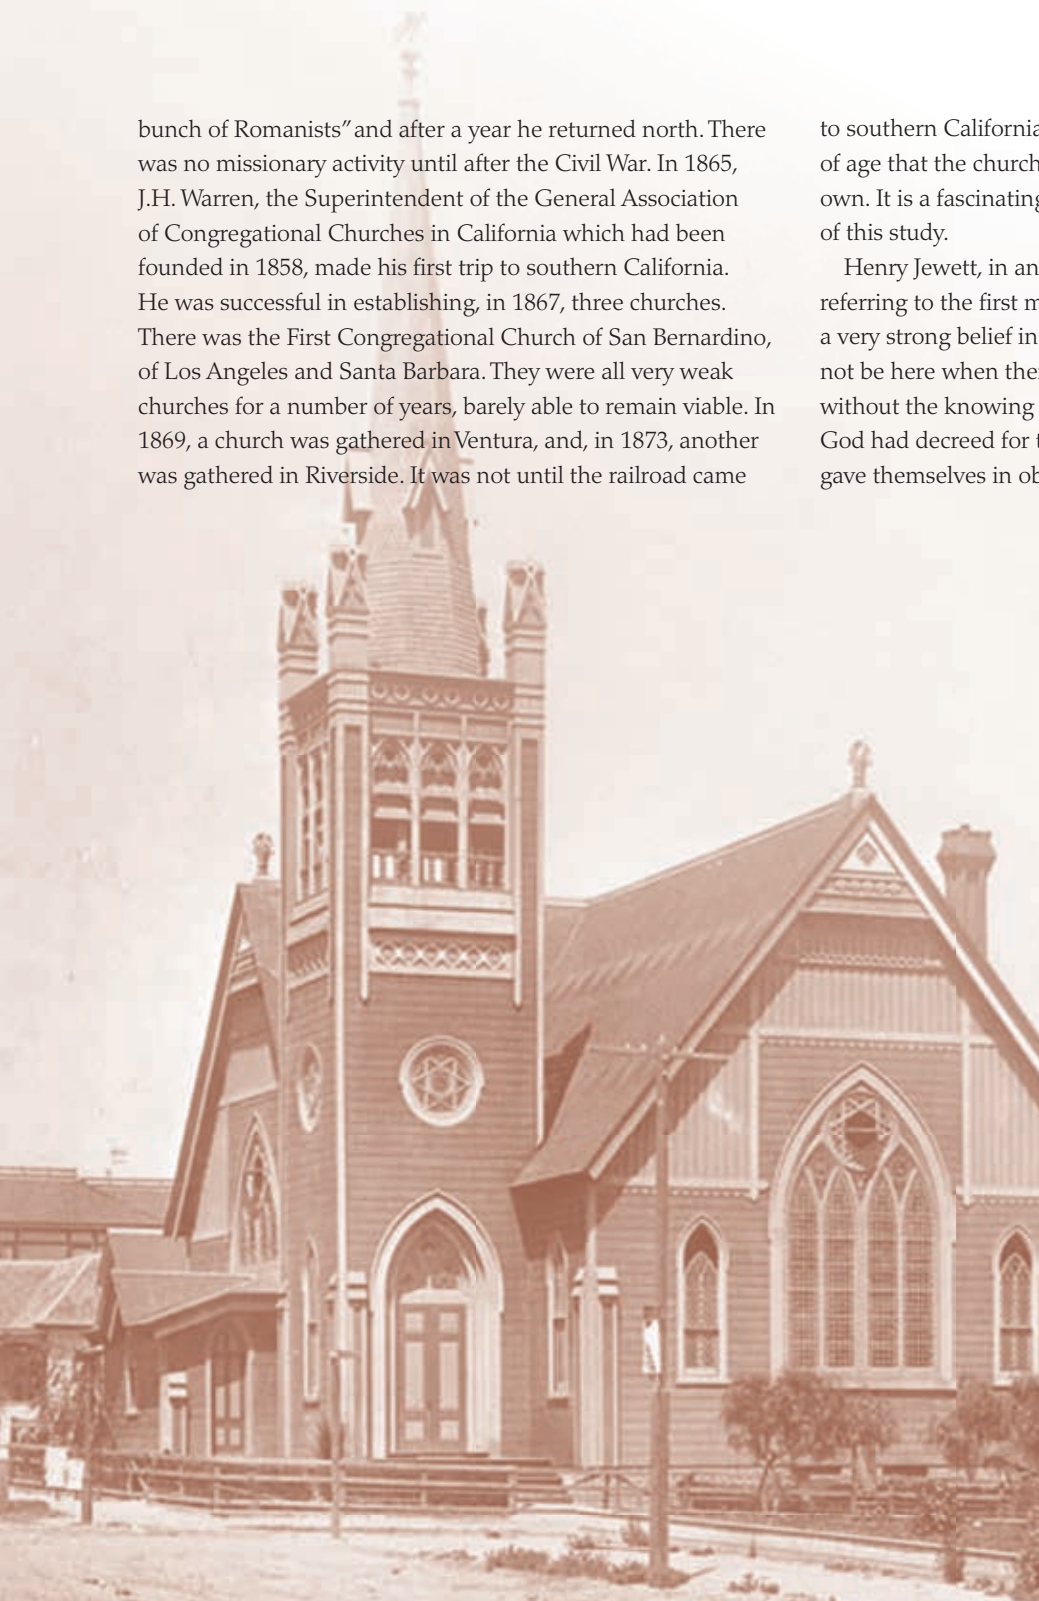 bunch of Romanists” and after a year he returned north. There
was no missionary activity until after the Civil War. In 1865,
J.H. Warren, the Superintendent of the General Association
of Congregational Churches in California which had been
founded in 1858, made his first trip to southern California.
He was successful in establishing, in 1867, three churches.
There was the First Congregational Church of San Bernardino,
of Los Angeles and Santa Barbara. They were all very weak
churches for a number of years, barely able to remain viable. In
1869, a church was gathered in Ventura, and, in 1873, another
was gathered in Riverside. It was not until the railroad came
to southern California
of age that the church
own. It is a fascinating
of this study.
Henry Jewett, in an
referring to the first
a very strong belief in
not be here when
without the knowing
God had decreed for
gave themselves in